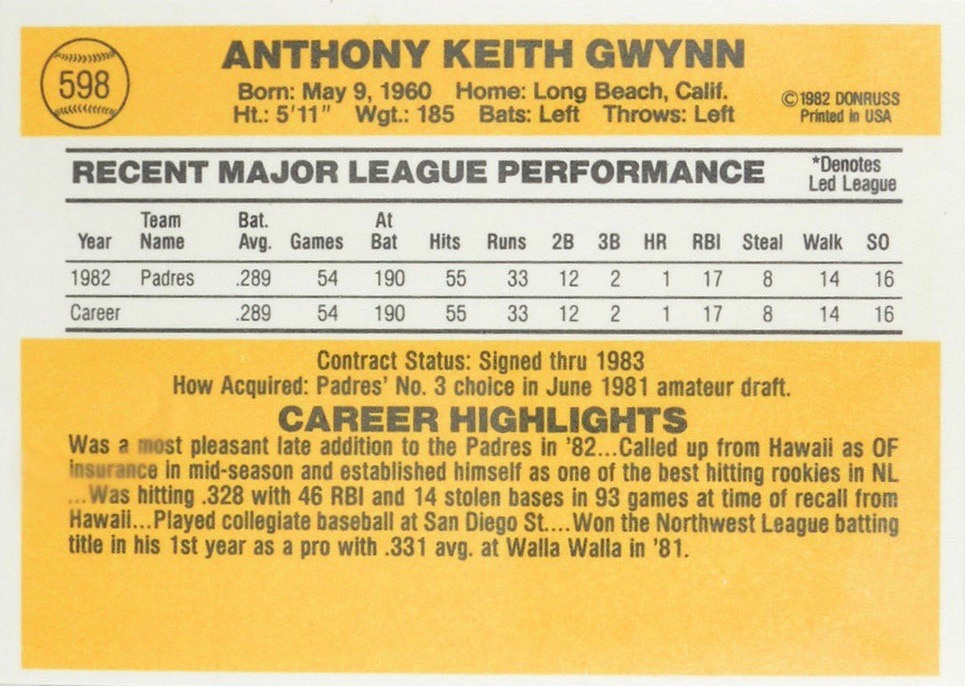 598
ANTHONY KEITH GWYNN
Born: May 9, 1960 Home: Long Beach, Calif.
Ht.: 5'11" Wgt.: 185 Bats: Left Throws: Left
©1982 DONRUSS
Printed in USA
RECENT MAJOR LEAGUE PERFORMANCE
*Denotes
Led League
Year Team Name Bat. Avg. Games At Bat Hits Runs 2B 3B HR RBI Steal Walk SO
1982 Padres .289 54 190 55 33 12 2 1 17 8 14 16
Career .289 54 190 55 33 12 2 1 17 8 14 16
Contract Status: Signed thru 1983
How Acquired: Padres' No. 3 choice in June 1981 amateur draft.
CAREER HIGHLIGHTS
Was a most pleasant late addition to the Padres in '82...Called up from Hawaii as OF
insurance in mid-season and established himself as one of the best hitting rookies in NL
...Was hitting .328 with 46 RBI and 14 stolen bases in 93 games at time of recall from
Hawaii...Played collegiate baseball at San Diego St....Won the Northwest League batting
title in his 1st year as a pro with .331 avg. at Walla Walla in '81.